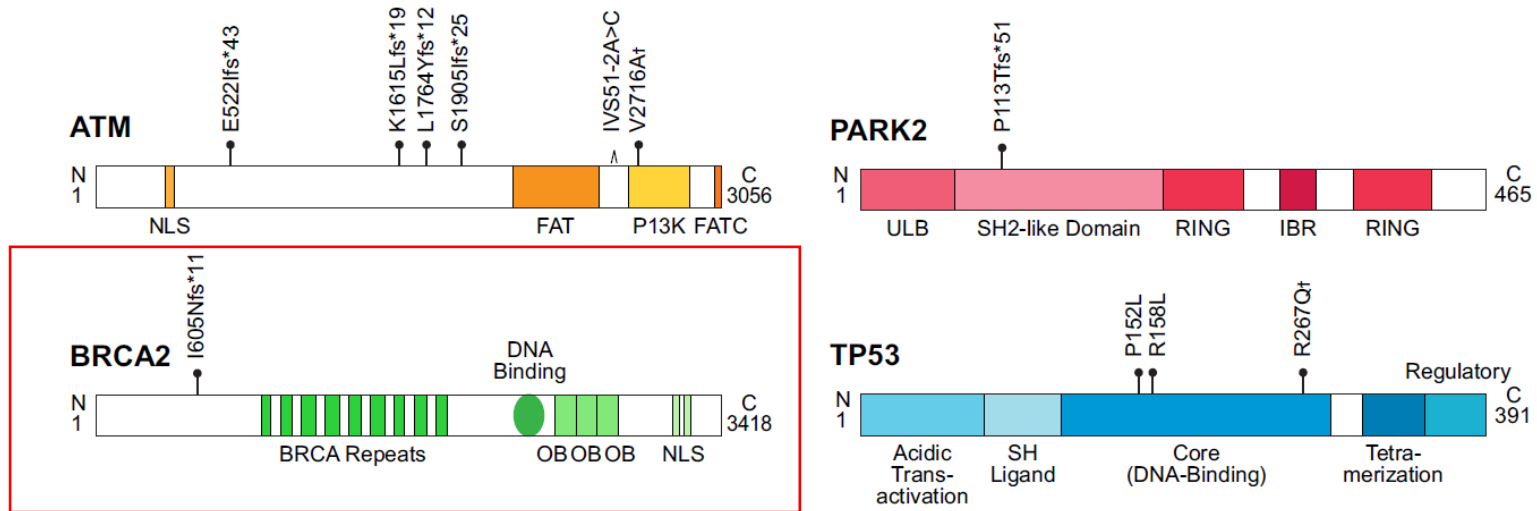 ATM
E522Ifs*43
K1615Lfs*19
L1764Yfs*12
S1905Ifs*25
IVS51-2A>C
V2716A†
N
1
C
3056
NLS
FAT
P13K
FATC
PARK2
P113Tfs*51
N
1
C
465
ULB
SH2-like Domain
RING
IBR
RING
BRCA2
I605Nfs*11
DNA
Binding
N
1
C
3418
BRCA Repeats
OB
OB
OB
NLS
TP53
P152L
R158L
R267Q†
Regulatory
N
1
C
391
Acidic
Trans-
activation
SH
Ligand
Core
(DNA-Binding)
Tetra-
merization